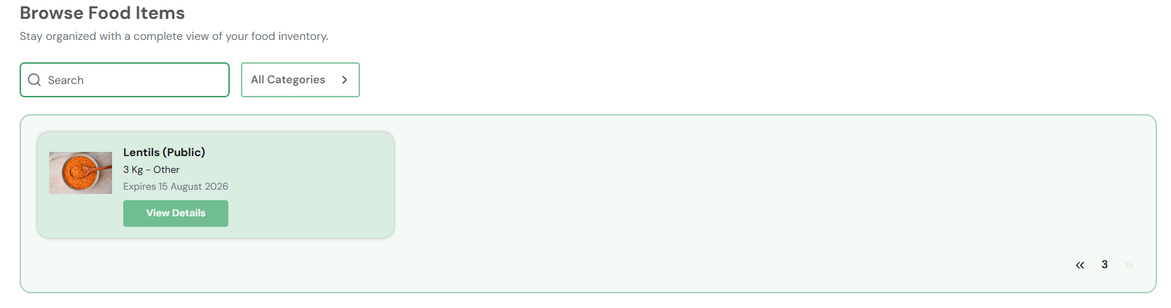 Browse Food Items
Stay organized with a complete view of your food inventory.
Search
All Categories
Lentils (Public)
3 Kg - Other
Expires 15 August 2026
View Details
« 3 »